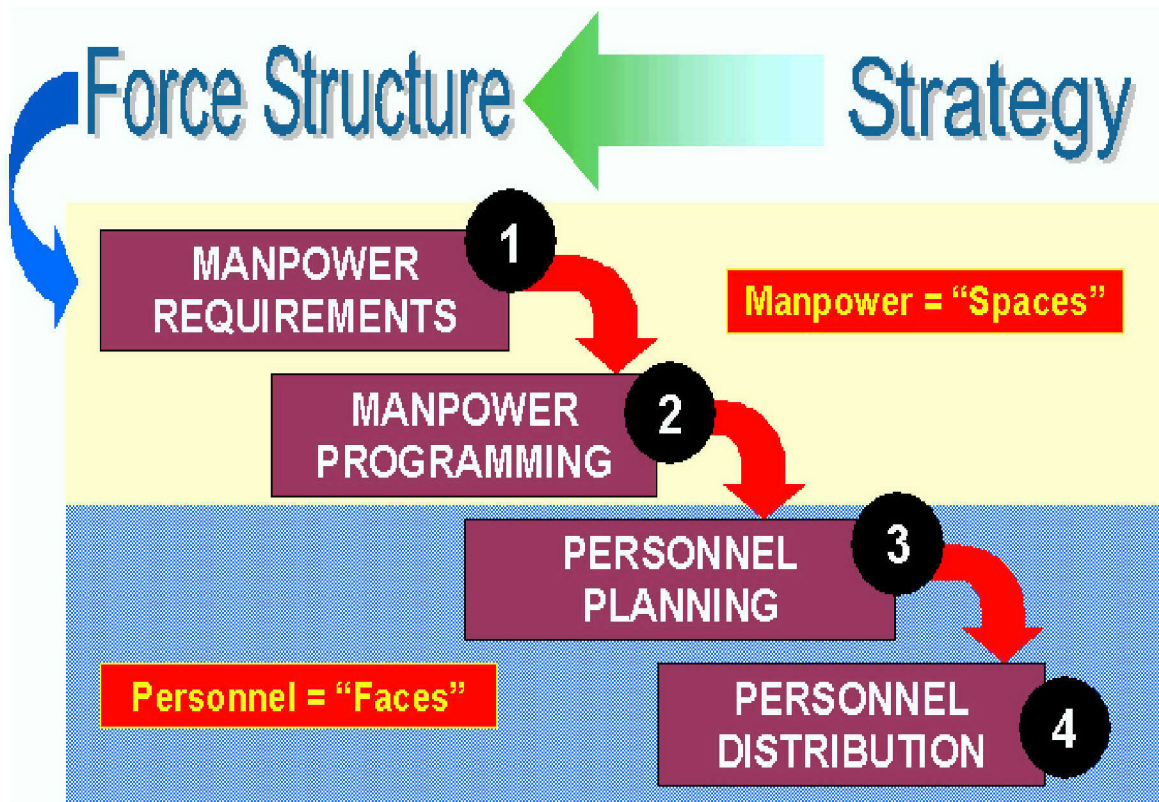 Force Structure
Strategy
1
MANPOWER
REQUIREMENTS
Manpower = “Spaces”
2
MANPOWER
PROGRAMMING
3
PERSONNEL
PLANNING
Personnel = “Faces”
PERSONNEL
DISTRIBUTION
4